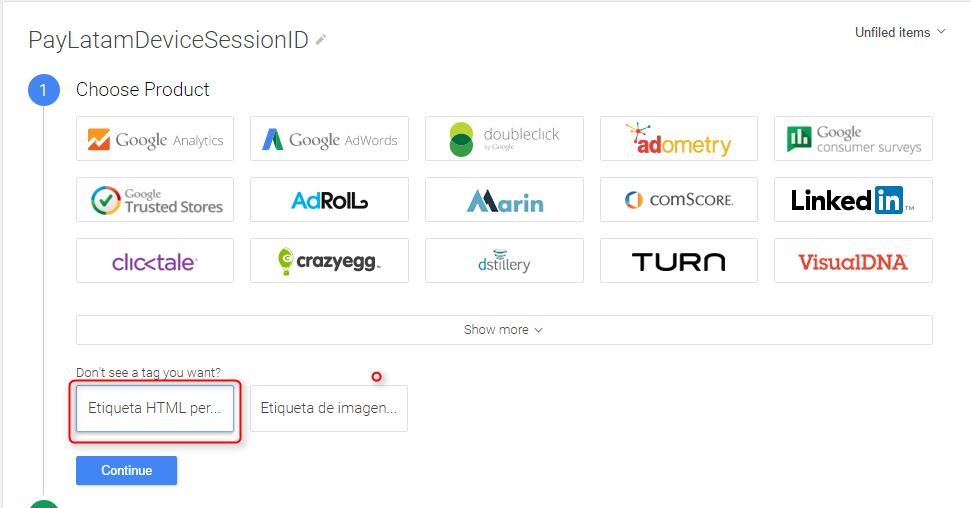 PayLatamDeviceSessionID
Unfiled items
1
Choose Product
Google Analytics
Google AdWords
doubleclick
by Google
adometry
Google
consumer surveys
Google
Trusted Stores
AdRoll
Marin
comScore.
LinkedIn™
clicktale®
crazyegg™
dstillery
TURN
VisualDNA
Show more
Don't see a tag you want?
Etiqueta HTML per...
Etiqueta de imagen...
Continue